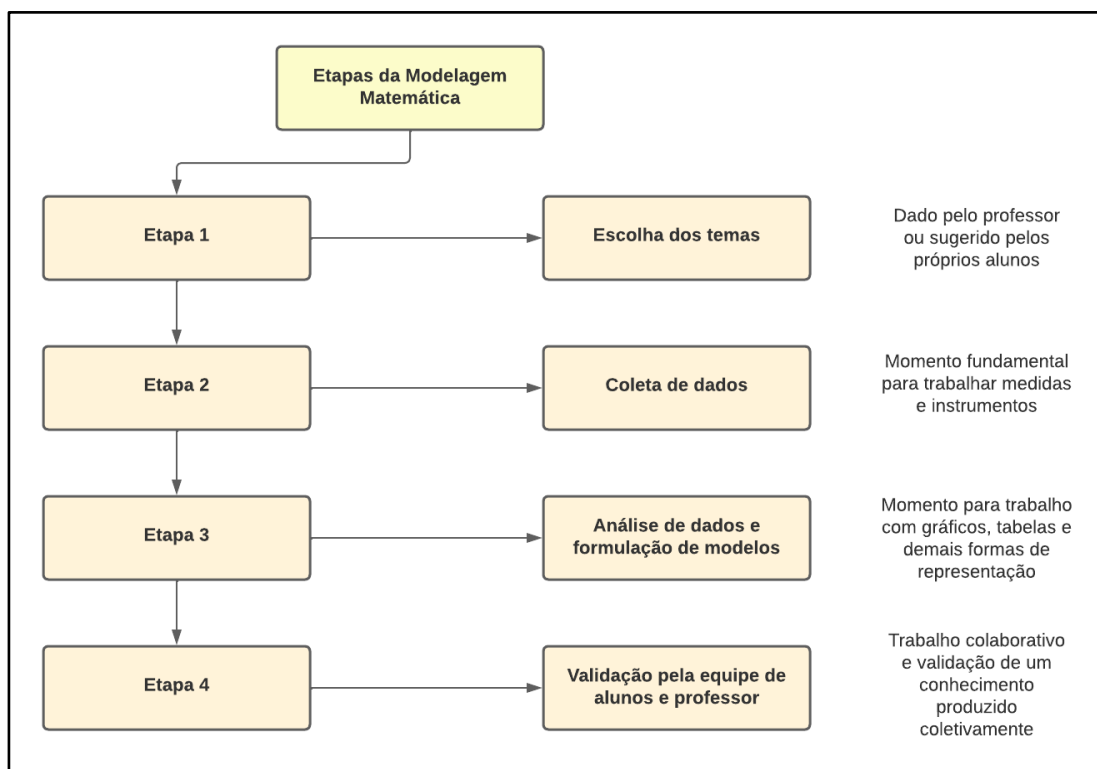 Etapas da Modelagem
Matemática
Etapa 1
Escolha dos temas
Dado pelo professor
ou sugerido pelos
próprios alunos
Etapa 2
Coleta de dados
Momento fundamental
para trabalhar medidas
e instrumentos
Etapa 3
Análise de dados e
formulação de modelos
Momento para trabalho
com gráficos, tabelas e
demais formas de
representação
Etapa 4
Validação pela equipe de
alunos e professor
Trabalho colaborativo
e validação de um
conhecimento
produzido
coletivamente